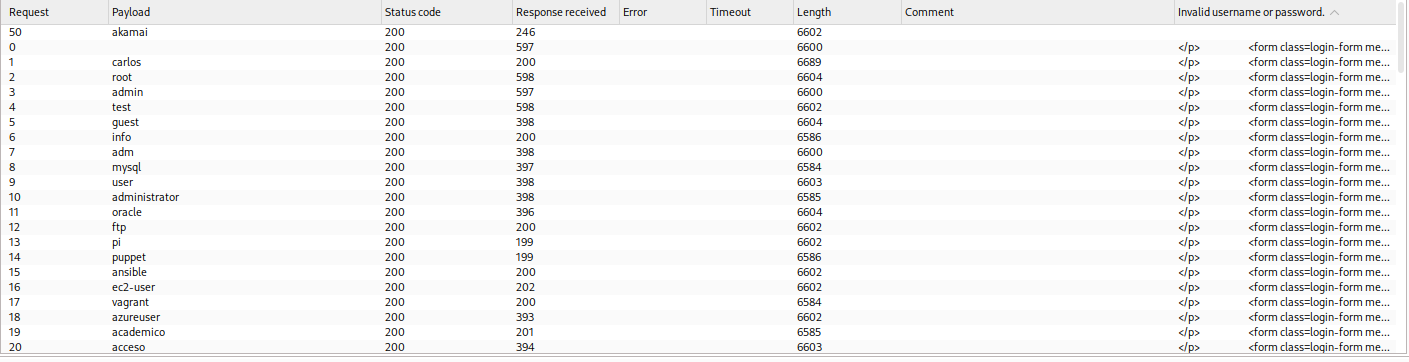 Request Payload Status code Response received Error Timeout Length Comment Invalid username or password.
50 akamai 200 246 6602
0 200 597 6600 </p> <form class=login-form me...
1 carlos 200 200 6689 </p> <form class=login-form me...
2 root 200 598 6604 </p> <form class=login-form me...
3 admin 200 597 6600 </p> <form class=login-form me...
4 test 200 598 6602 </p> <form class=login-form me...
5 guest 200 398 6604 </p> <form class=login-form me...
6 info 200 200 6586 </p> <form class=login-form me...
7 adm 200 398 6600 </p> <form class=login-form me...
8 mysql 200 397 6584 </p> <form class=login-form me...
9 user 200 398 6603 </p> <form class=login-form me...
10 administrator 200 398 6585 </p> <form class=login-form me...
11 oracle 200 396 6604 </p> <form class=login-form me...
12 ftp 200 200 6602 </p> <form class=login-form me...
13 pi 200 199 6602 </p> <form class=login-form me...
14 puppet 200 199 6586 </p> <form class=login-form me...
15 ansible 200 200 6602 </p> <form class=login-form me...
16 ec2-user 200 202 6602 </p> <form class=login-form me...
17 vagrant 200 200 6584 </p> <form class=login-form me...
18 azureuser 200 393 6602 </p> <form class=login-form me...
19 academico 200 201 6585 </p> <form class=login-form me...
20 acceso 200 394 6603 </p> <form class=login-form me...